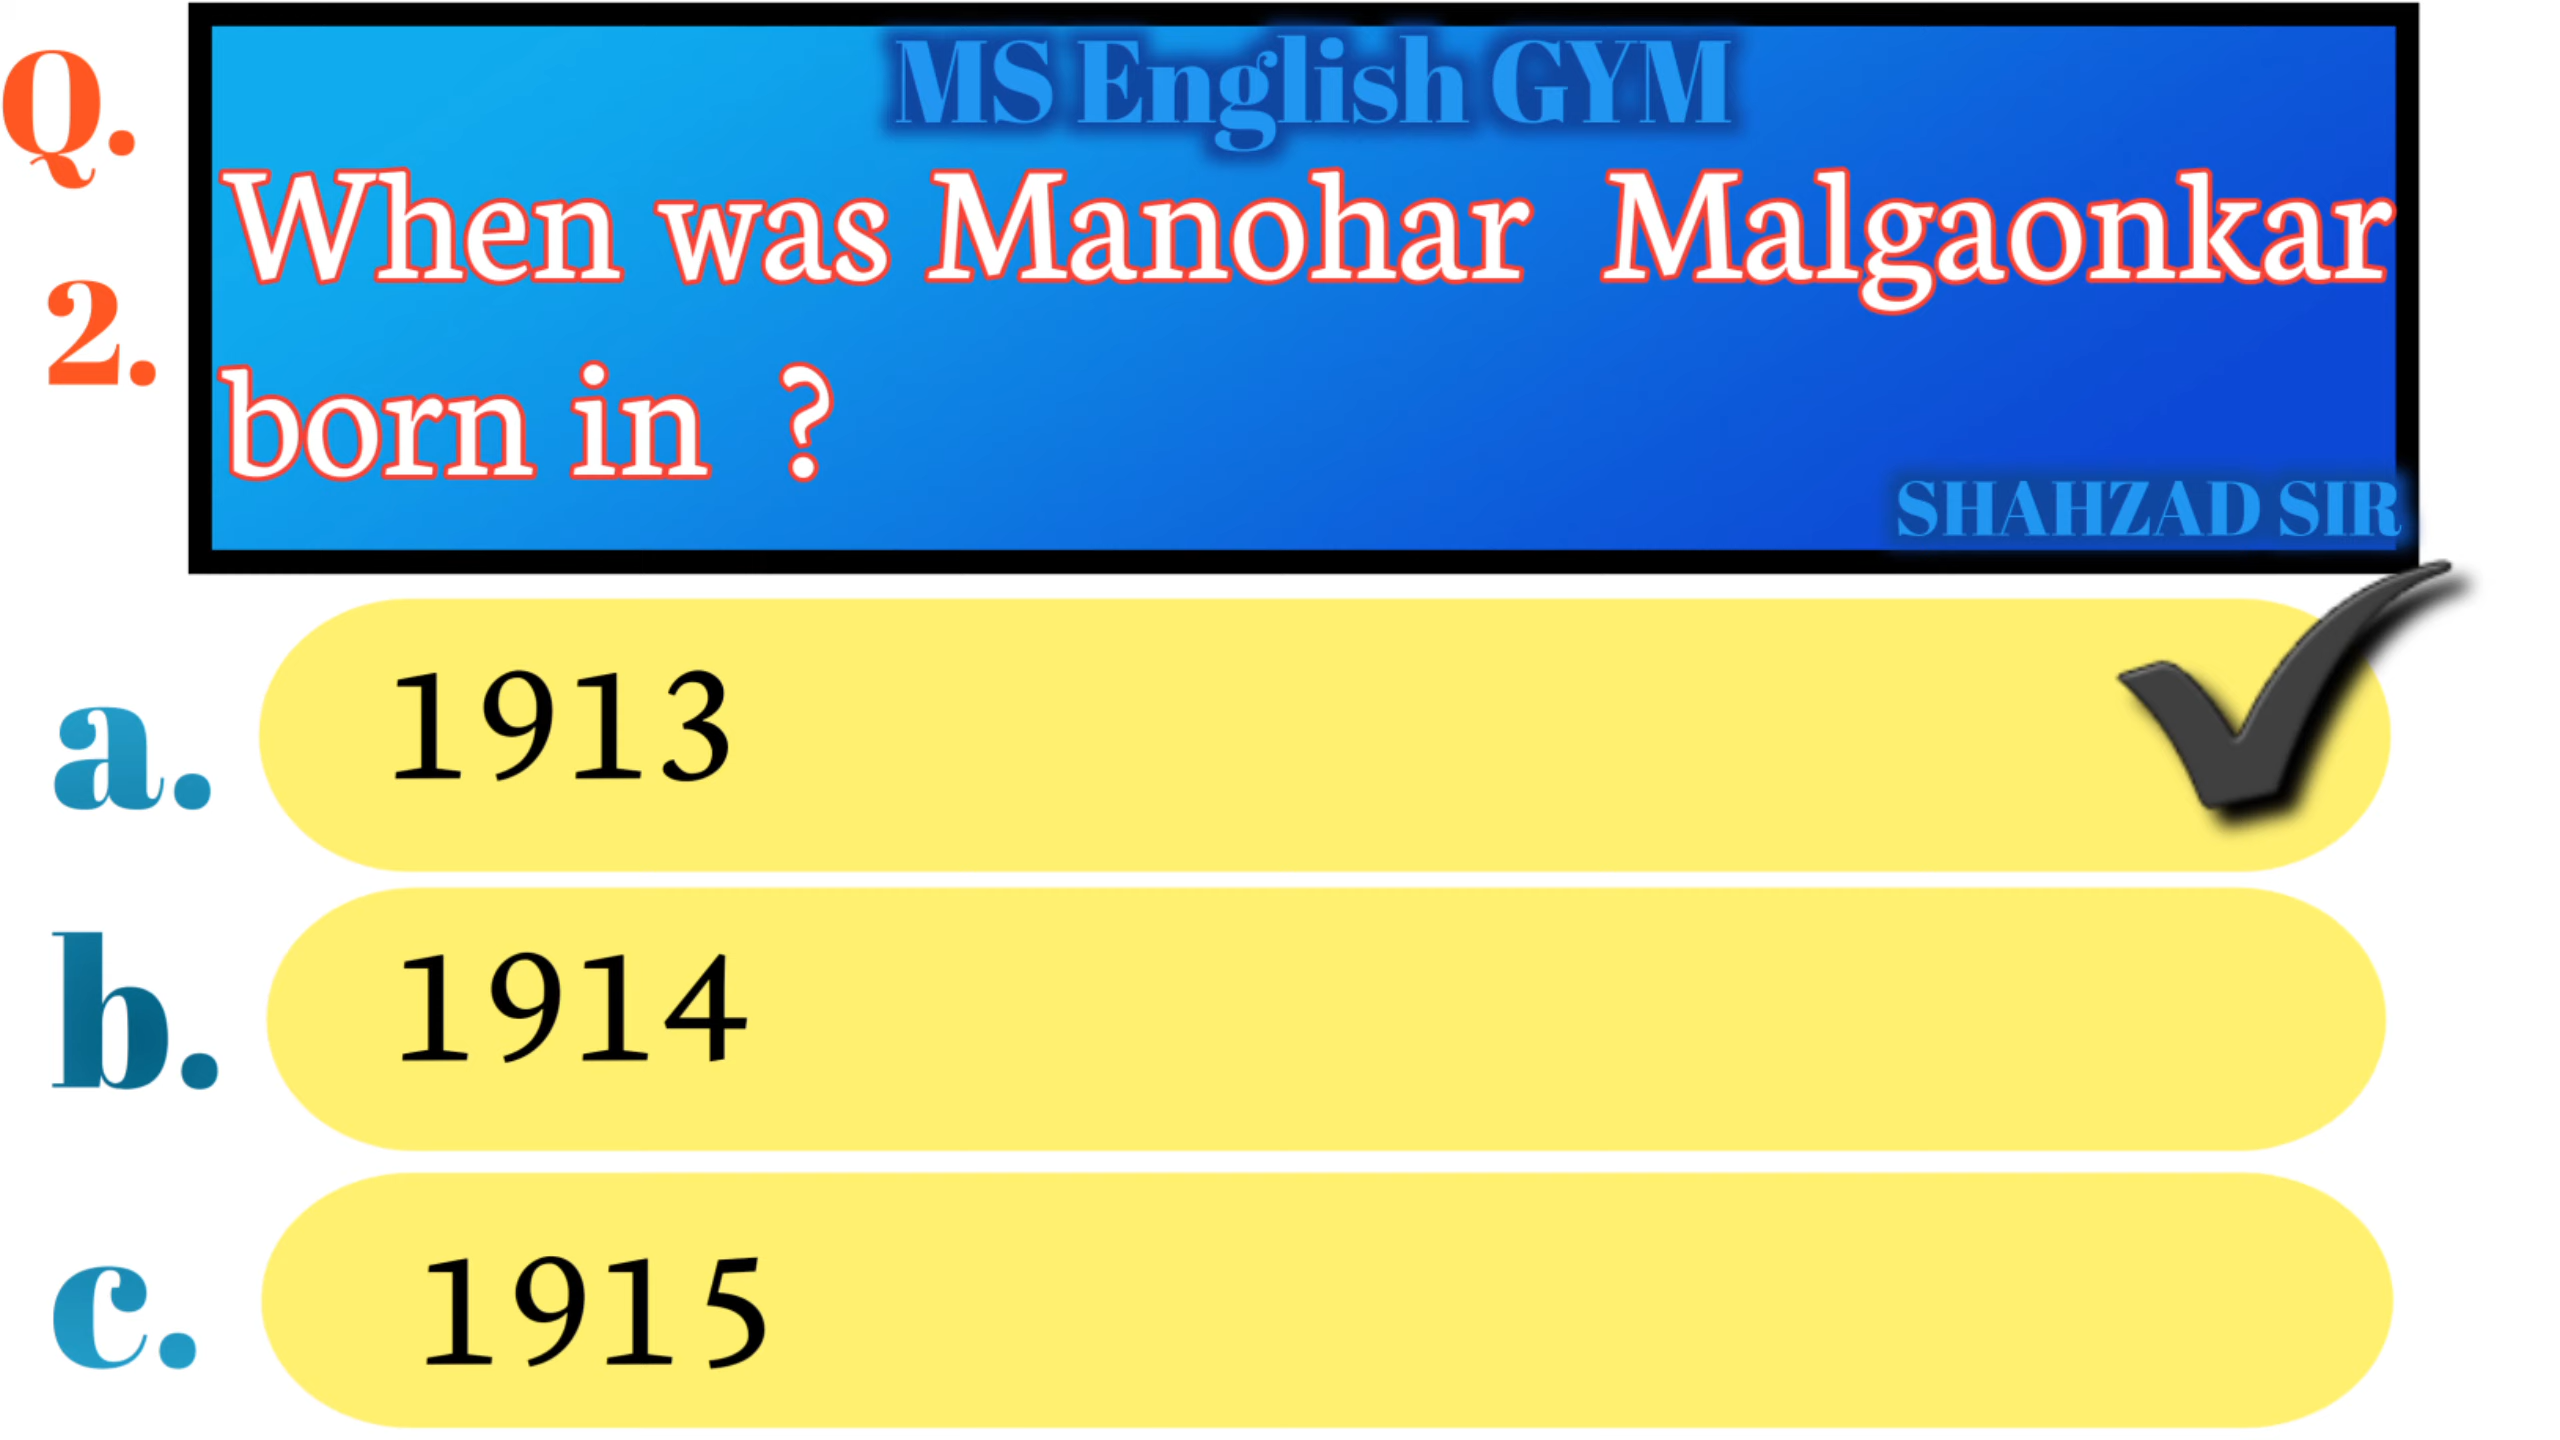 Q.
2.
MS English GYM
When was Manohar Malgaonkar
born in ?
SHAHZAD SIR
a. 1913
b. 1914
c. 1915